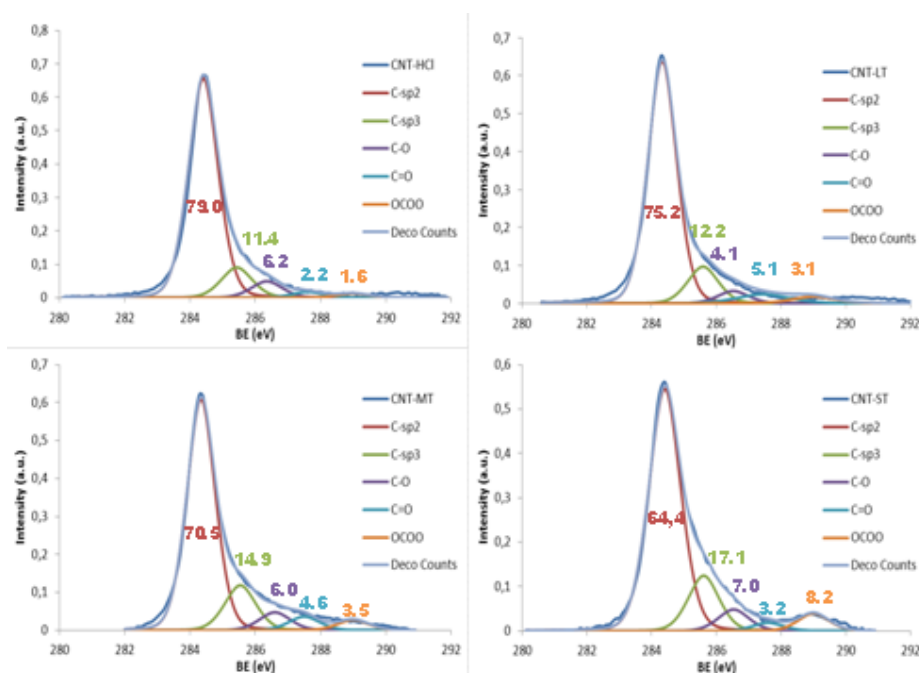 0,8
0,7
0,6
0,5
0,4
0,3
0,2
0,1
0
Intensity (a.u.)
280
282
284
286
288
290
292
BE (eV)
CNT-HCl
C-sp2
C-sp3
C-O
C=O
OCOO
Deco Counts
79.0
11.4
6.2
2.2
1.6
0,7
0,6
0,5
0,4
0,3
0,2
0,1
0
Intensity (a.u.)
280
282
284
286
288
290
292
BE (eV)
CNT-LT
C-sp2
C-sp3
C-O
C=O
OCOO
Deco Counts
75.2
12.2
4.1
5.1
3.1
0,7
0,6
0,5
0,4
0,3
0,2
0,1
0
Intensity (a.u.)
280
282
284
286
288
290
292
BE (eV)
CNT-MT
C-sp2
C-sp3
C-O
C=O
OCOO
Deco Counts
70.5
14.9
6.0
4.6
3.5
0,6
0,5
0,4
0,3
0,2
0,1
0
Intensity (a.u.)
280
282
284
286
288
290
292
BE (eV)
CNT-ST
C-sp2
C-sp3
C-O
C=O
OCOO
Deco Counts
64,4
17.1
7.0
3.2
8.2